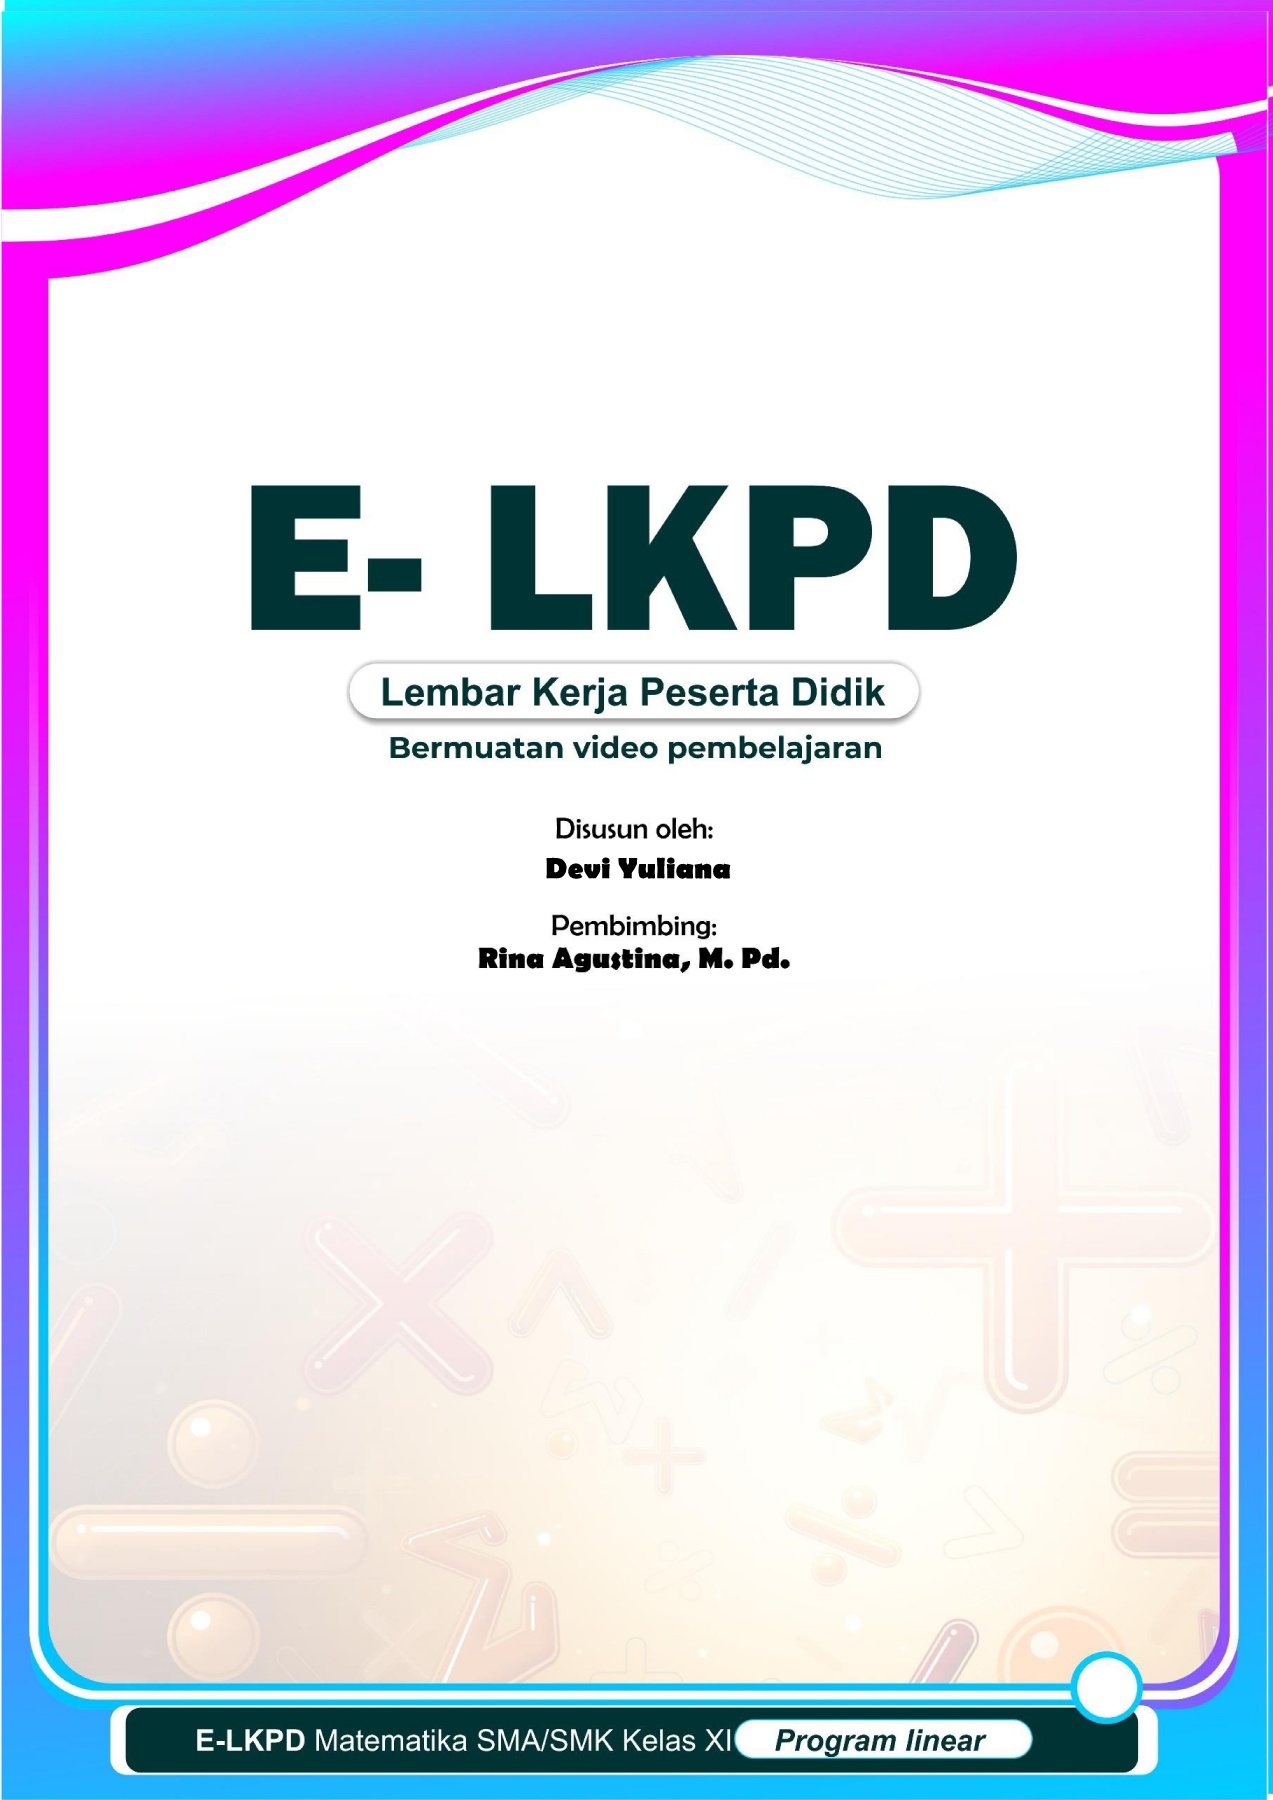 E- LKPD
Lembar Kerja Peserta Didik
Bermuatan video pembelajaran
Disusun oleh:
Devi Yuliana
Pembimbing:
Rina Agustina, M. Pd.
E-LKPD Matematika SMA/SMK Kelas XI Program linear